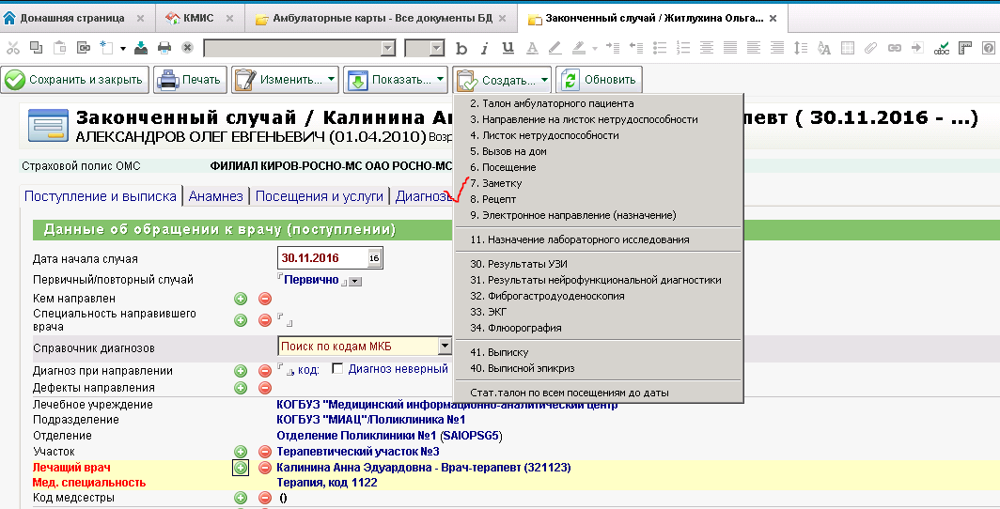 Домашняя страница
КМИС
Амбулаторные карты - Все документы БД
Законченный случай / Житлухина Ольга...
b i U
abc
Сохранить и закрыть
Печать
Изменить...
Показать...
Создать...
Обновить
Законченный случай / Калинина Ан
певт ( 30.11.2016 - ...)
АЛЕКСАНДРОВ ОЛЕГ ЕВГЕНЬЕВИЧ (01.04.2010) Возр
Страховой полис ОМС
ФИЛИАЛ КИРОВ-РОСНО-МС ОАО РОСНО-МС
Поступление и выписка
Анамнез
Посещения и услуги
Диагнозы
2. Талон амбулаторного пациента
3. Направление на листок нетрудоспособности
4. Листок нетрудоспособности
5. Вызов на дом
6. Посещение
7. Заметку
8. Рецепт
9. Электронное направление (назначение)
11. Назначение лабораторного исследования
30. Результаты УЗИ
31. Результаты нейрофункциональной диагностики
32. Фиброгастродуоденоскопия
33. ЭКГ
34. Флюорография
41. Выписку
40. Выписной эпикриз
Стат.талон по всем посещениям до даты
Данные об обращении к врачу (поступлении)
Дата начала случая
30.11.2016
16
Первичный/повторный случай
Первично
Кем направлен
Специальность направившего
врача
Справочник диагнозов
Поиск по кодам МКБ
Диагноз при направлении
, код:
Диагноз неверный
Дефекты направления
Лечебное учреждение
КОГБУЗ "Медицинский информационно-аналитический центр
Подразделение
КОГБУЗ "МИАЦ"/Поликлиника №1
Отделение
Отделение Поликлиники №1 (SAIOPSG5)
Участок
Терапевтический участок №3
Лечащий врач
Калинина Анна Эдуардовна - Врач-терапевт (321123)
Мед. специальность
Терапия, код 1122
Код медсестры
()